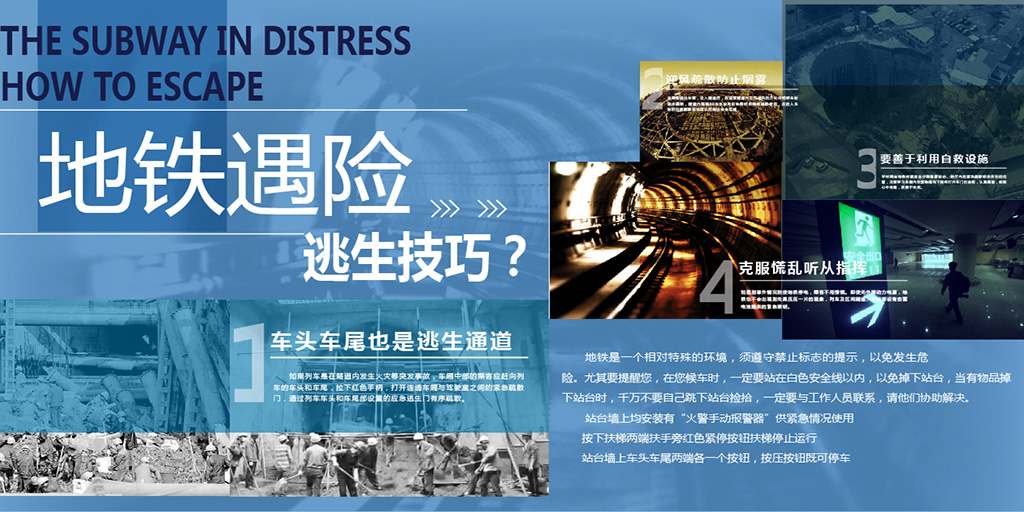 THE SUBWAY IN DISTRESS
HOW TO ESCAPE
地铁遇险
逃生技巧？
1
车头车尾也是逃生通道
如果列车是在隧道内发生火灾等突发事故，车厢中部的乘客应赶向列
车的车头和车尾，拉下红色手柄，打开连通车厢与驾驶室之间的紧急疏散
门，通过列车车头和车尾部设置的应急逃生门有序疏散。
2
迎风疏散防止烟雾
3
要善于利用自救设施
4
克服慌乱听从指挥
安全出口
地铁是一个相对特殊的环境，须遵守禁止标志的提示，以免发生危
险。尤其要提醒您，在您候车时，一定要站在白色安全线以内，以免掉下站台，当有物品掉
下站台时，千万不要自己跳下站台捡拾，一定要与工作人员联系，请他们协助解决。
站台墙上均安装有“火警手动报警器”供紧急情况使用
按下扶梯两端扶手旁红色紧停按钮扶梯停止运行
站台墙上车头车尾两端各一个按钮，按压按钮既可停车